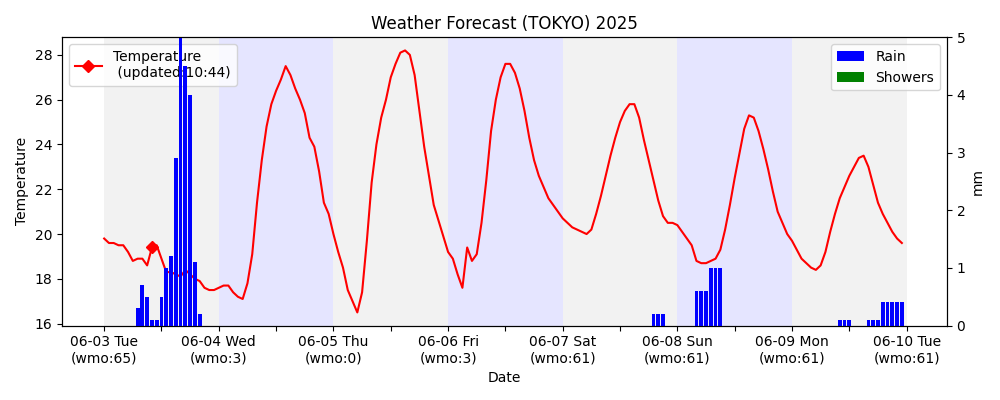 Weather Forecast (TOKYO) 2025
Temperature
(updated 10:44)
Rain
Showers
28
26
24
22
20
18
16
Temperature
5
4
3
2
1
0
mm
06-03 Tue
(wmo:65)
06-04 Wed
(wmo:3)
06-05 Thu
(wmo:0)
06-06 Fri
(wmo:3)
06-07 Sat
(wmo:61)
06-08 Sun
(wmo:61)
06-09 Mon
(wmo:61)
06-10 Tue
(wmo:61)
Date